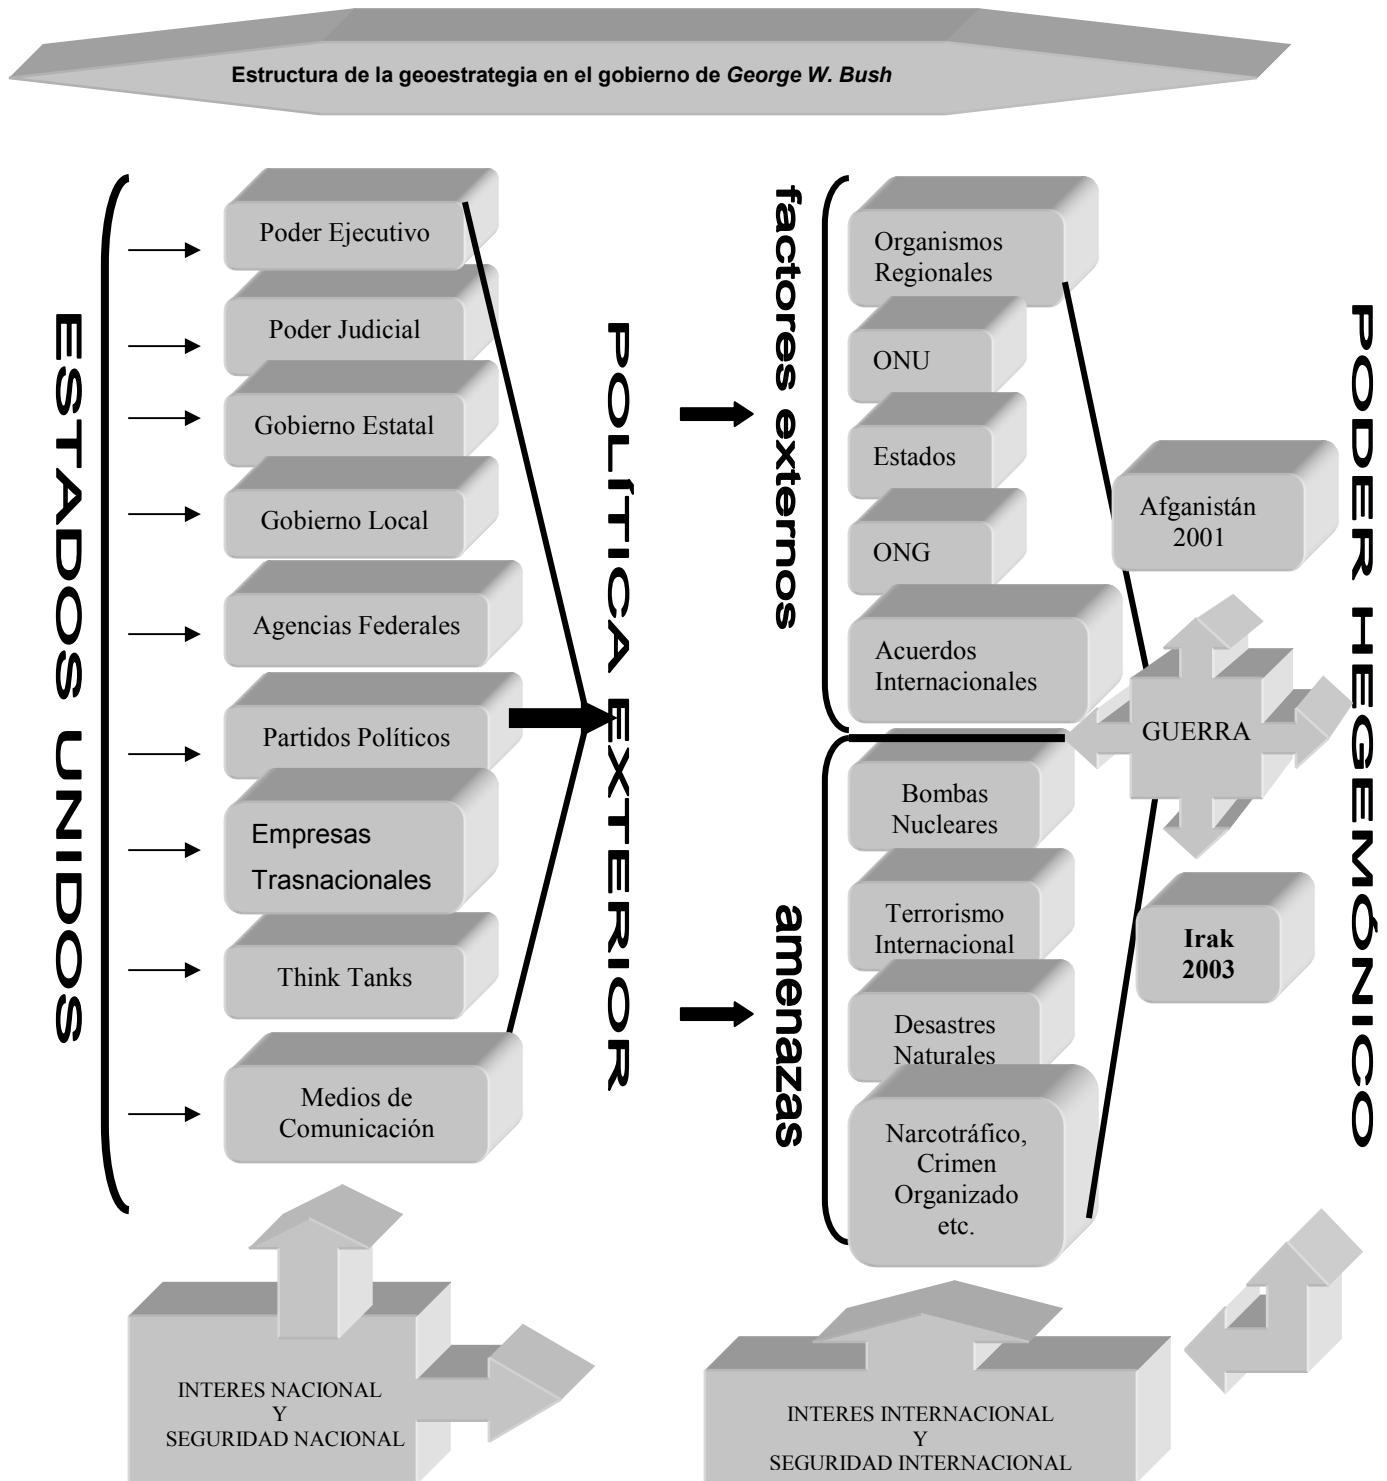 Estructura de la geoestrategia en el gobierno de George W. Bush
ESTADOS UNIDOS
Poder Ejecutivo
Poder Judicial
Gobierno Estatal
Gobierno Local
Agencias Federales
Partidos Políticos
Empresas
Trasnacionales
Think Tanks
Medios de
Comunicación
POLÍTICA EXTERIOR
factores externos
Organismos
Regionales
ONU
Estados
ONG
Acuerdos
Internacionales
amenazas
Bombas
Nucleares
Terrorismo
Internacional
Desastres
Naturales
Narcotráfico,
Crimen
Organizado
etc.
Afganistán
2001
GUERRA
Irak
2003
PODER HEGEMÓNICO
INTERES NACIONAL
Y
SEGURIDAD NACIONAL
INTERES INTERNACIONAL
Y
SEGURIDAD INTERNACIONAL